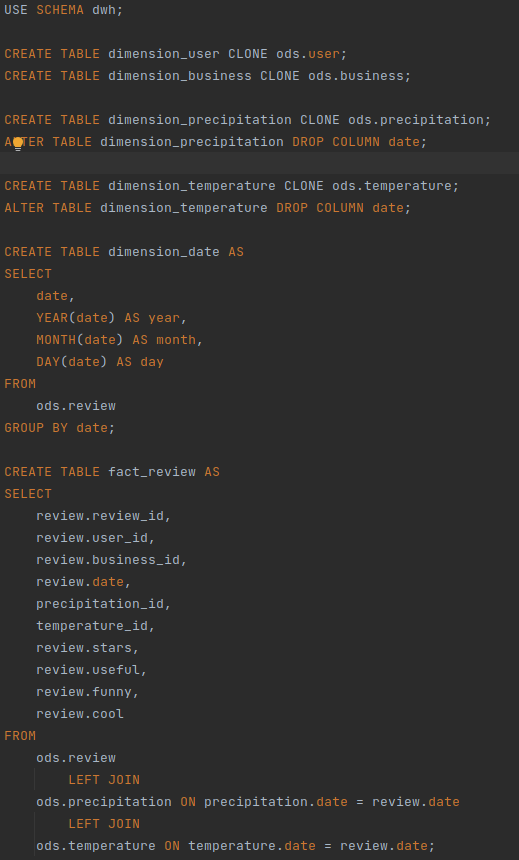 USE SCHEMA dwh;
CREATE TABLE dimension_user CLONE ods.user;
CREATE TABLE dimension_business CLONE ods.business;
CREATE TABLE dimension_precipitation CLONE ods.precipitation;
ALTER TABLE dimension_precipitation DROP COLUMN date;
CREATE TABLE dimension_temperature CLONE ods.temperature;
ALTER TABLE dimension_temperature DROP COLUMN date;
CREATE TABLE dimension_date AS
SELECT
    date,
    YEAR(date) AS year,
    MONTH(date) AS month,
    DAY(date) AS day
FROM
    ods.review
GROUP BY date;
CREATE TABLE fact_review AS
SELECT
    review.review_id,
    review.user_id,
    review.business_id,
    review.date,
    precipitation_id,
    temperature_id,
    review.stars,
    review.useful,
    review.funny,
    review.cool
FROM
    ods.review
        LEFT JOIN
    ods.precipitation ON precipitation.date = review.date
        LEFT JOIN
    ods.temperature ON temperature.date = review.date;